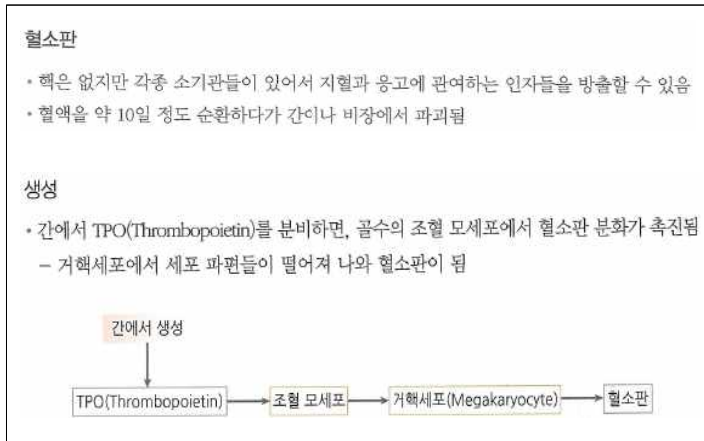 혈소판
• 핵은 없지만 각종 소기관들이 있어서 지혈과 응고에 관여하는 인자들을 방출할 수 있음
• 혈액을 약 10일 정도 순환하다가 간이나 비장에서 파괴됨
생성
• 간에서 TPO(Thrombopoietin)를 분비하면, 골수의 조혈 모세포에서 혈소판 분화가 촉진됨
– 거핵세포에서 세포 파편들이 떨어져 나와 혈소판이 됨
간에서 생성
TPO(Thrombopoietin) 조혈 모세포 거핵세포(Megakaryocyte) 혈소판